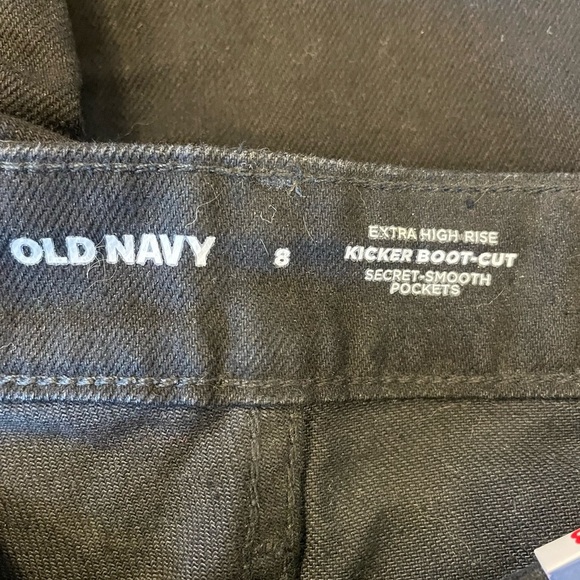 OLD NAVY
8
EXTRA HIGH RISE
KICKER BOOT-CUT
SECRET-SMOOTH
POCKETS